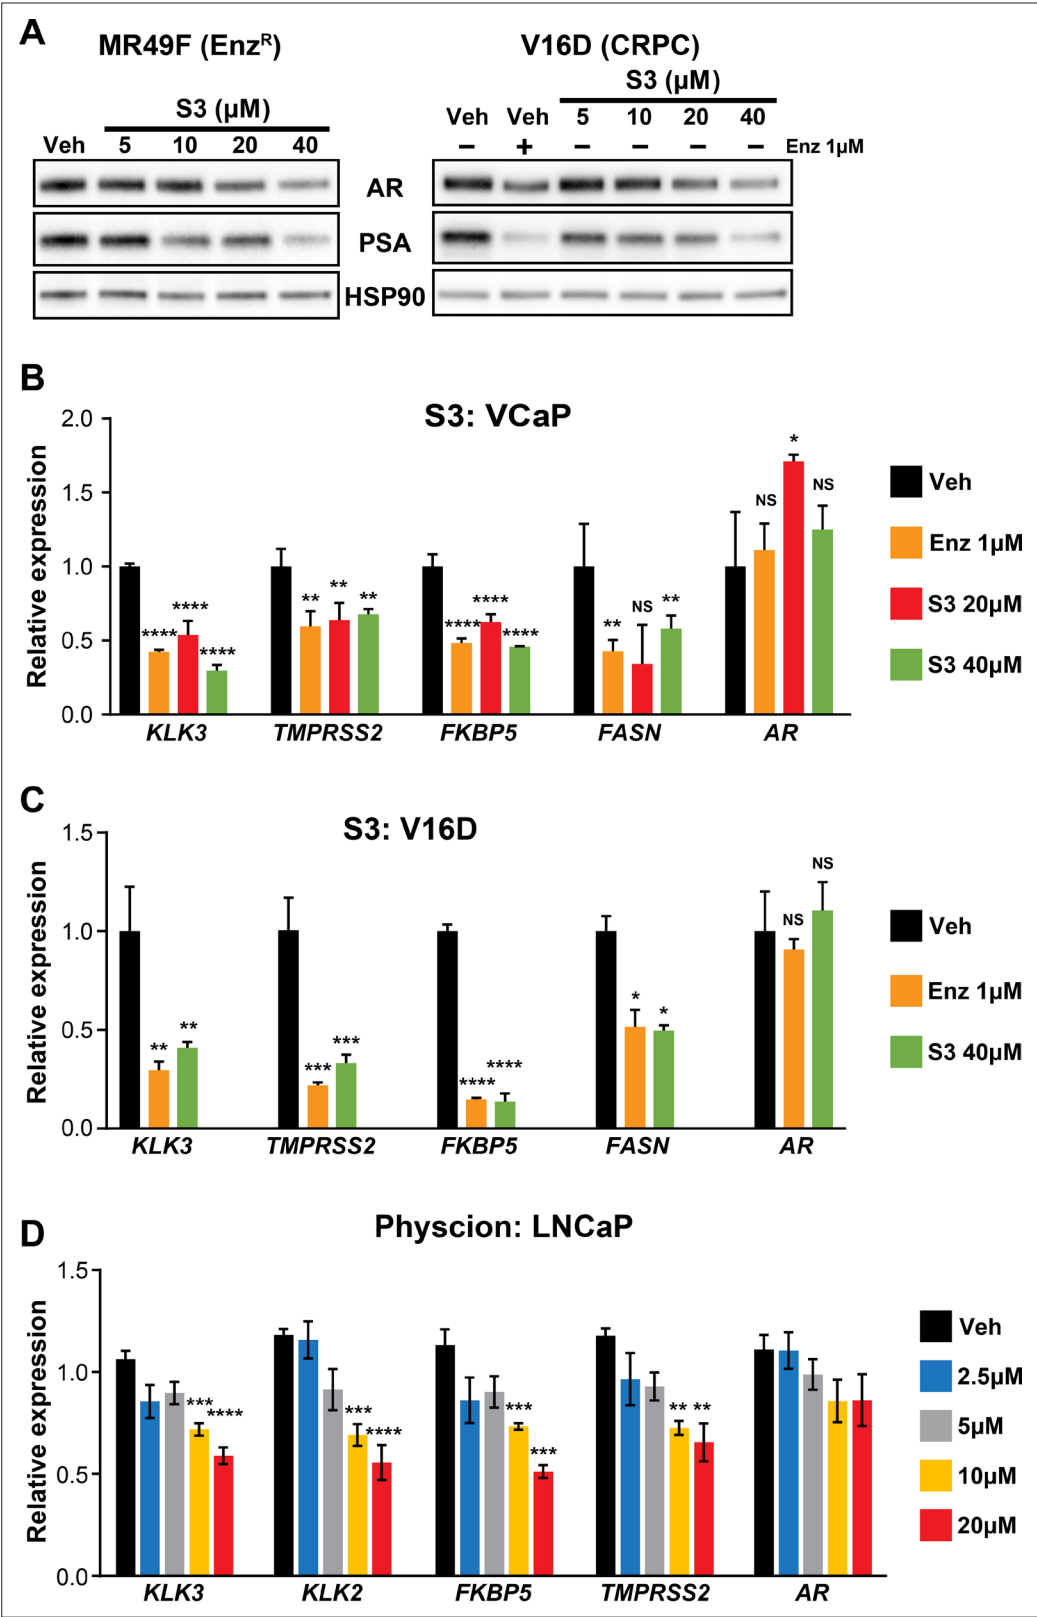 A
MR49F (Enzᴿ)
V16D (CRPC)
S3 (µM)
Veh 5 10 20 40
S3 (µM)
Veh Veh 5 10 20 40
– + – – – – Enz 1µM
AR
PSA
HSP90
B
S3: VCaP
Relative expression
2.0
1.5
1.0
0.5
0.0
**** **** ****
** ** **
**** **** ****
** NS **
NS * NS
KLK3 TMPRSS2 FKBP5 FASN AR
Veh
Enz 1µM
S3 20µM
S3 40µM
C
S3: V16D
Relative expression
1.5
1.0
0.5
0.0
** **
*** ***
**** ****
* *
NS NS
KLK3 TMPRSS2 FKBP5 FASN AR
Veh
Enz 1µM
S3 40µM
D
Physcion: LNCaP
Relative expression
1.5
1.0
0.5
0.0
*** ****
*** ****
*** ***
** **
KLK3 KLK2 FKBP5 TMPRSS2 AR
Veh
2.5µM
5µM
10µM
20µM